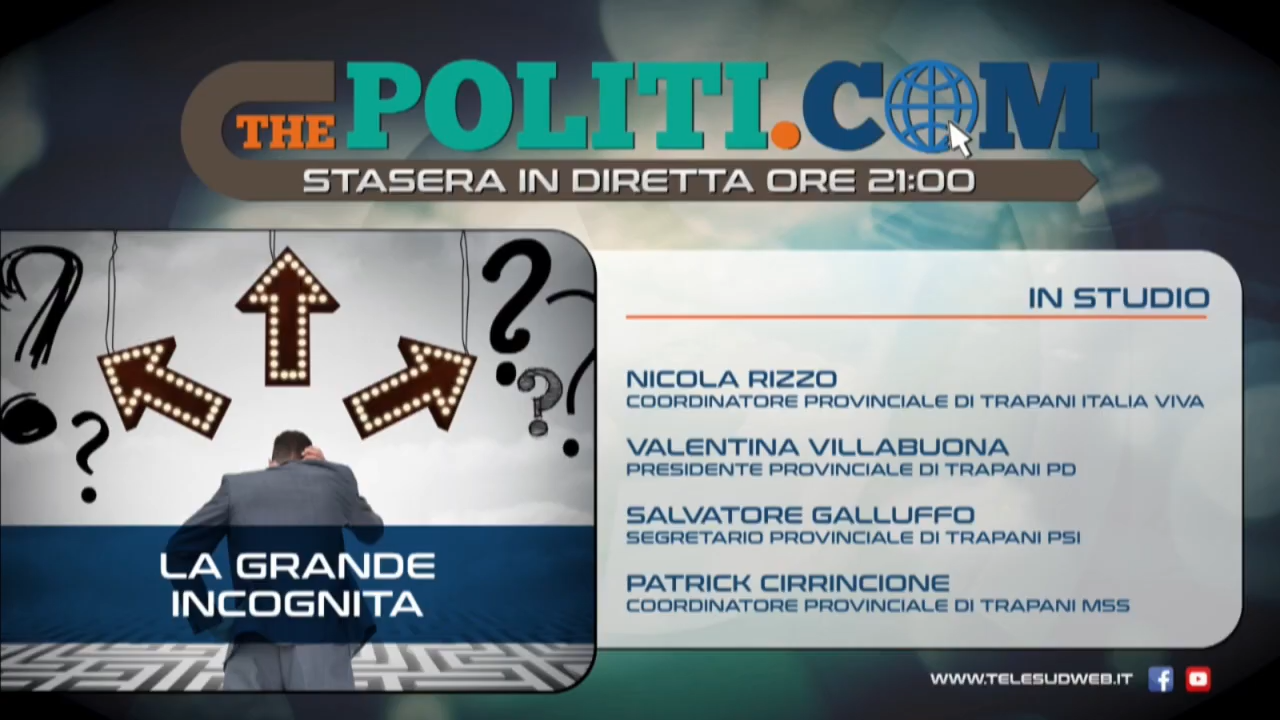 THE POLITI.COM
STASERA IN DIRETTA ORE 21:00
LA GRANDE
INCOGNITA
IN STUDIO
NICOLA RIZZO
COORDINATORE PROVINCIALE DI TRAPANI ITALIA VIVA
VALENTINA VILLABUONA
PRESIDENTE PROVINCIALE DI TRAPANI PD
SALVATORE GALLUFFO
SEGRETARIO PROVINCIALE DI TRAPANI PSI
PATRICK CIRRINCIONE
COORDINATORE PROVINCIALE DI TRAPANI M5S
WWW.TELESUDWEB.IT